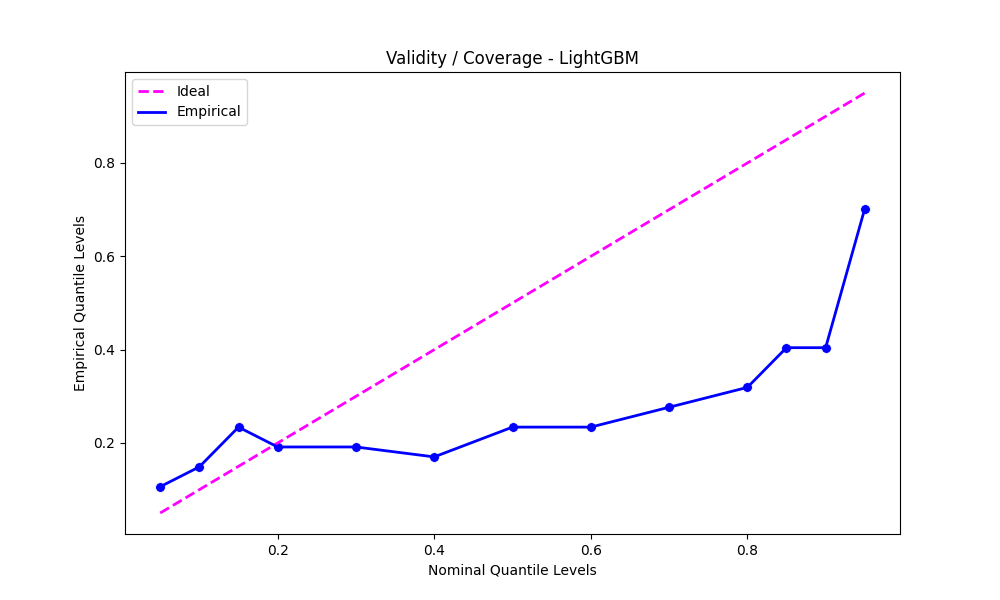 Validity / Coverage - LightGBM
Ideal
Empirical
0.8
0.6
0.4
0.2
Empirical Quantile Levels
0.2
0.4
0.6
0.8
Nominal Quantile Levels